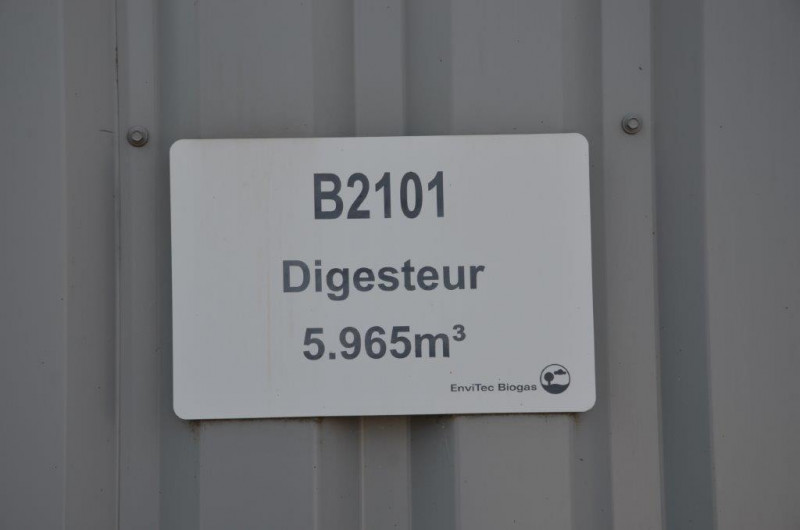 B2101
Digesteur
5.965m³
EnviTec Biogas